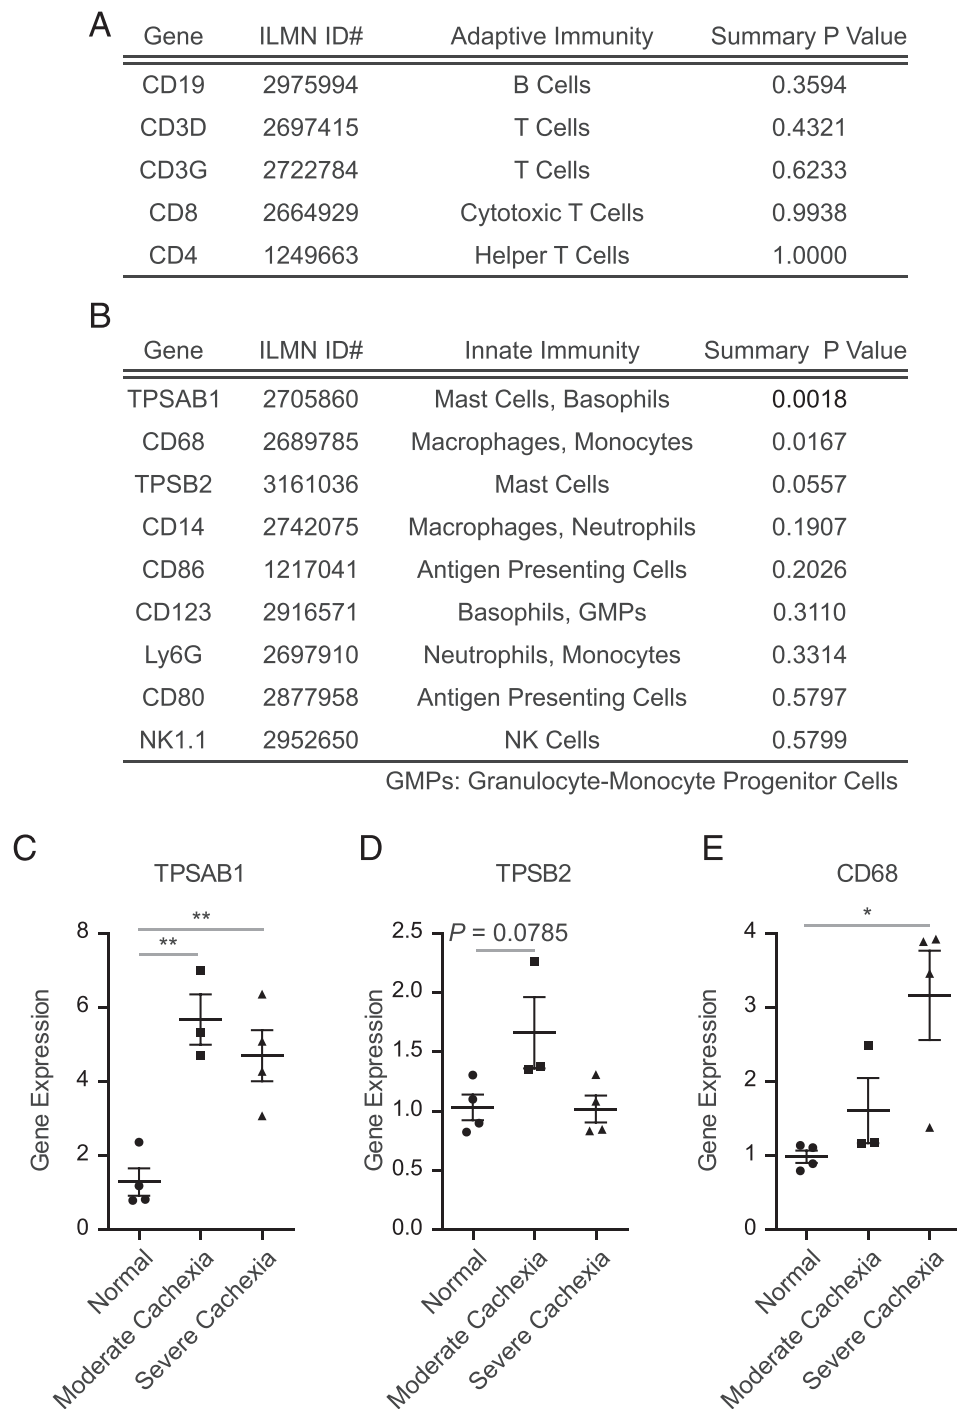 A
Gene ILMN ID# Adaptive Immunity Summary P Value
CD19 2975994 B Cells 0.3594
CD3D 2697415 T Cells 0.4321
CD3G 2722784 T Cells 0.6233
CD8 2664929 Cytotoxic T Cells 0.9938
CD4 1249663 Helper T Cells 1.0000
B
Gene ILMN ID# Innate Immunity Summary P Value
TPSAB1 2705860 Mast Cells, Basophils 0.0018
CD68 2689785 Macrophages, Monocytes 0.0167
TPSB2 3161036 Mast Cells 0.0557
CD14 2742075 Macrophages, Neutrophils 0.1907
CD86 1217041 Antigen Presenting Cells 0.2026
CD123 2916571 Basophils, GMPs 0.3110
Ly6G 2697910 Neutrophils, Monocytes 0.3314
CD80 2877958 Antigen Presenting Cells 0.5797
NK1.1 2952650 NK Cells 0.5799
GMPs: Granulocyte-Monocyte Progenitor Cells
C
TPSAB1
Gene Expression
8
6
4
2
0
**
**
Normal
Moderate Cachexia
Severe Cachexia
D
TPSB2
Gene Expression
2.5
2.0
1.5
1.0
0.5
0.0
P = 0.0785
Normal
Moderate Cachexia
Severe Cachexia
E
CD68
Gene Expression
4
3
2
1
0
*
Normal
Moderate Cachexia
Severe Cachexia